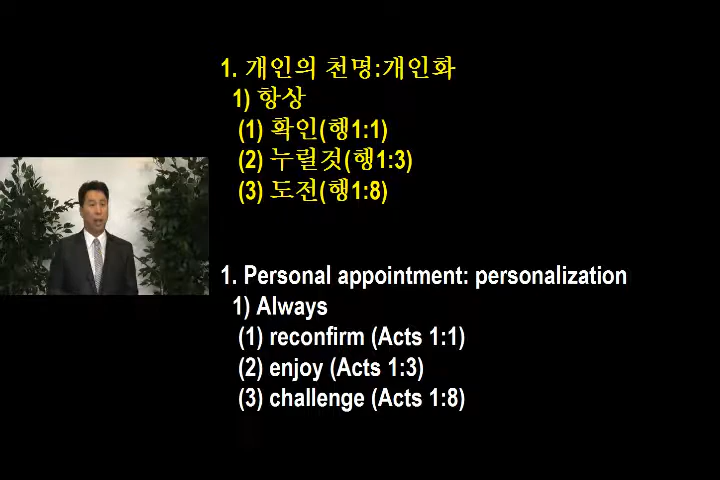 1. 개인의 천명:개인화
1) 항상
(1) 확인(행1:1)
(2) 누릴것(행1:3)
(3) 도전(행1:8)
1. Personal appointment: personalization
1) Always
(1) reconfirm (Acts 1:1)
(2) enjoy (Acts 1:3)
(3) challenge (Acts 1:8)